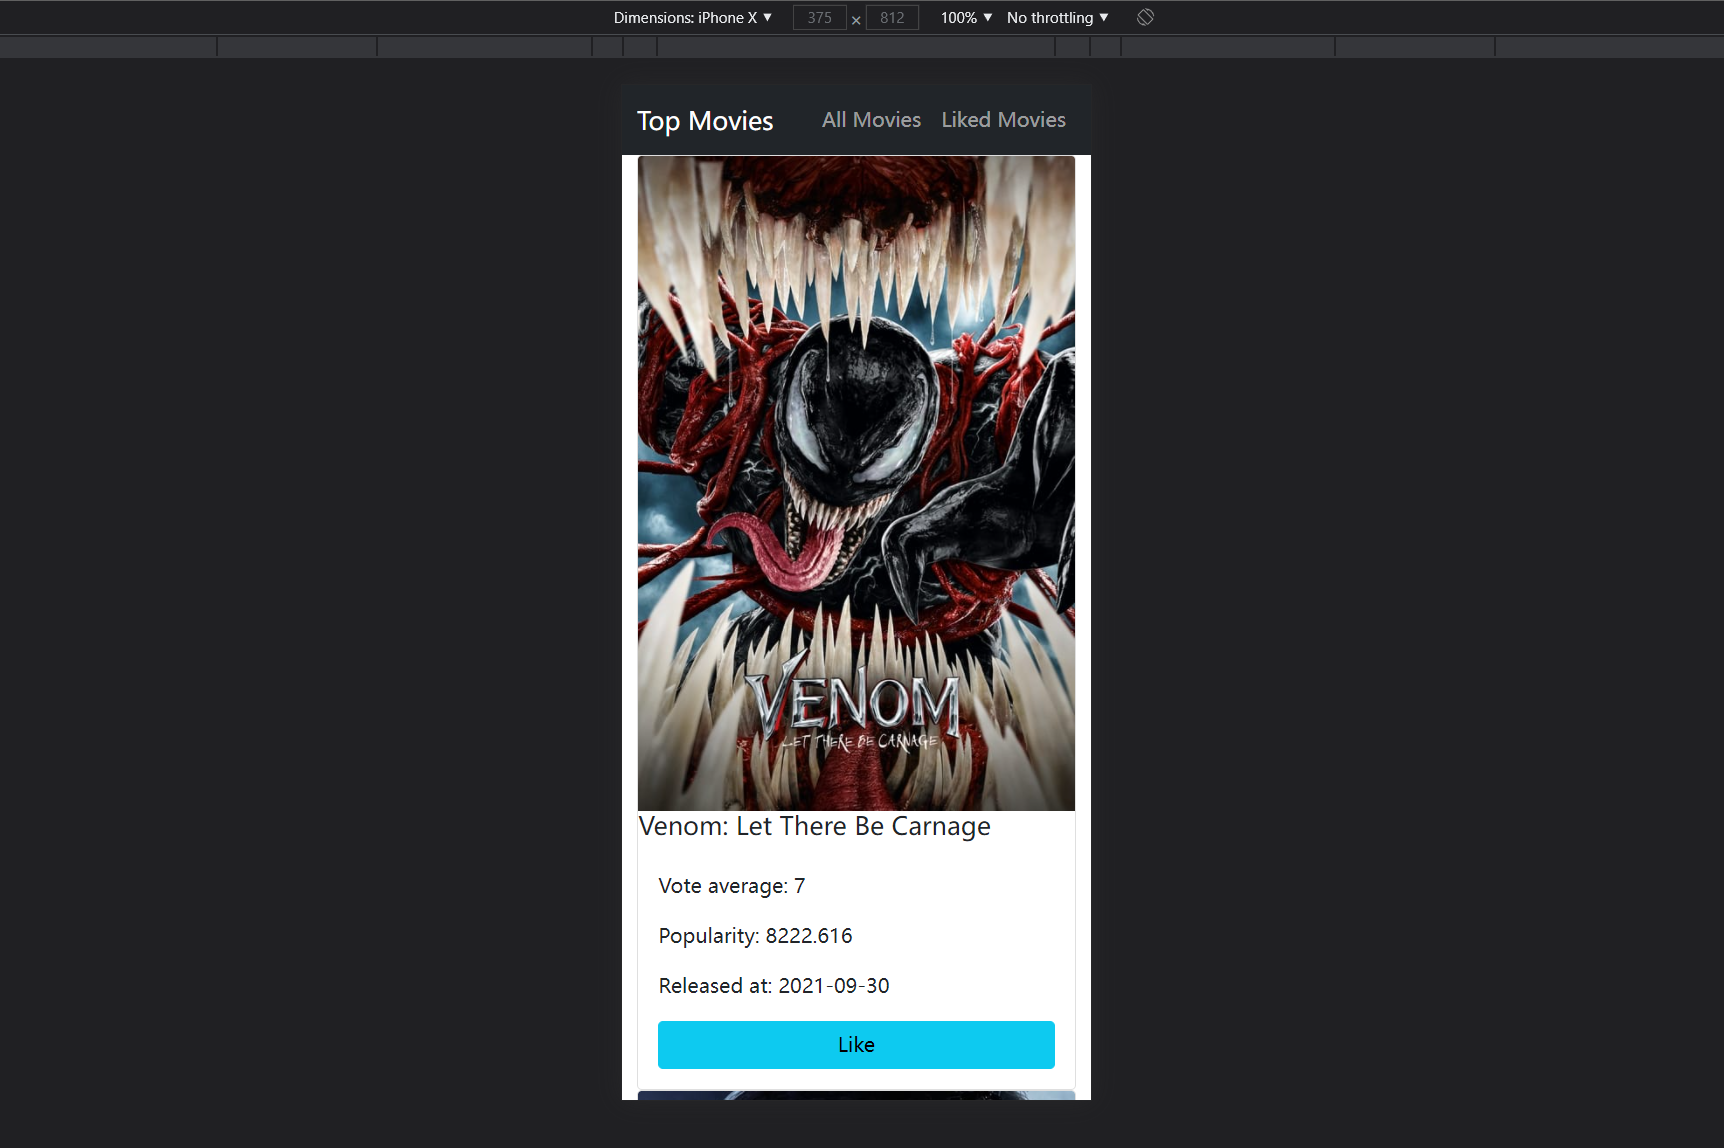 Dimensions: iPhone X ▼ 375 × 812 100% ▼ No throttling ▼
Top Movies All Movies Liked Movies
VENOM
LET THERE BE CARNAGE
Venom: Let There Be Carnage
Vote average: 7
Popularity: 8222.616
Released at: 2021-09-30
Like